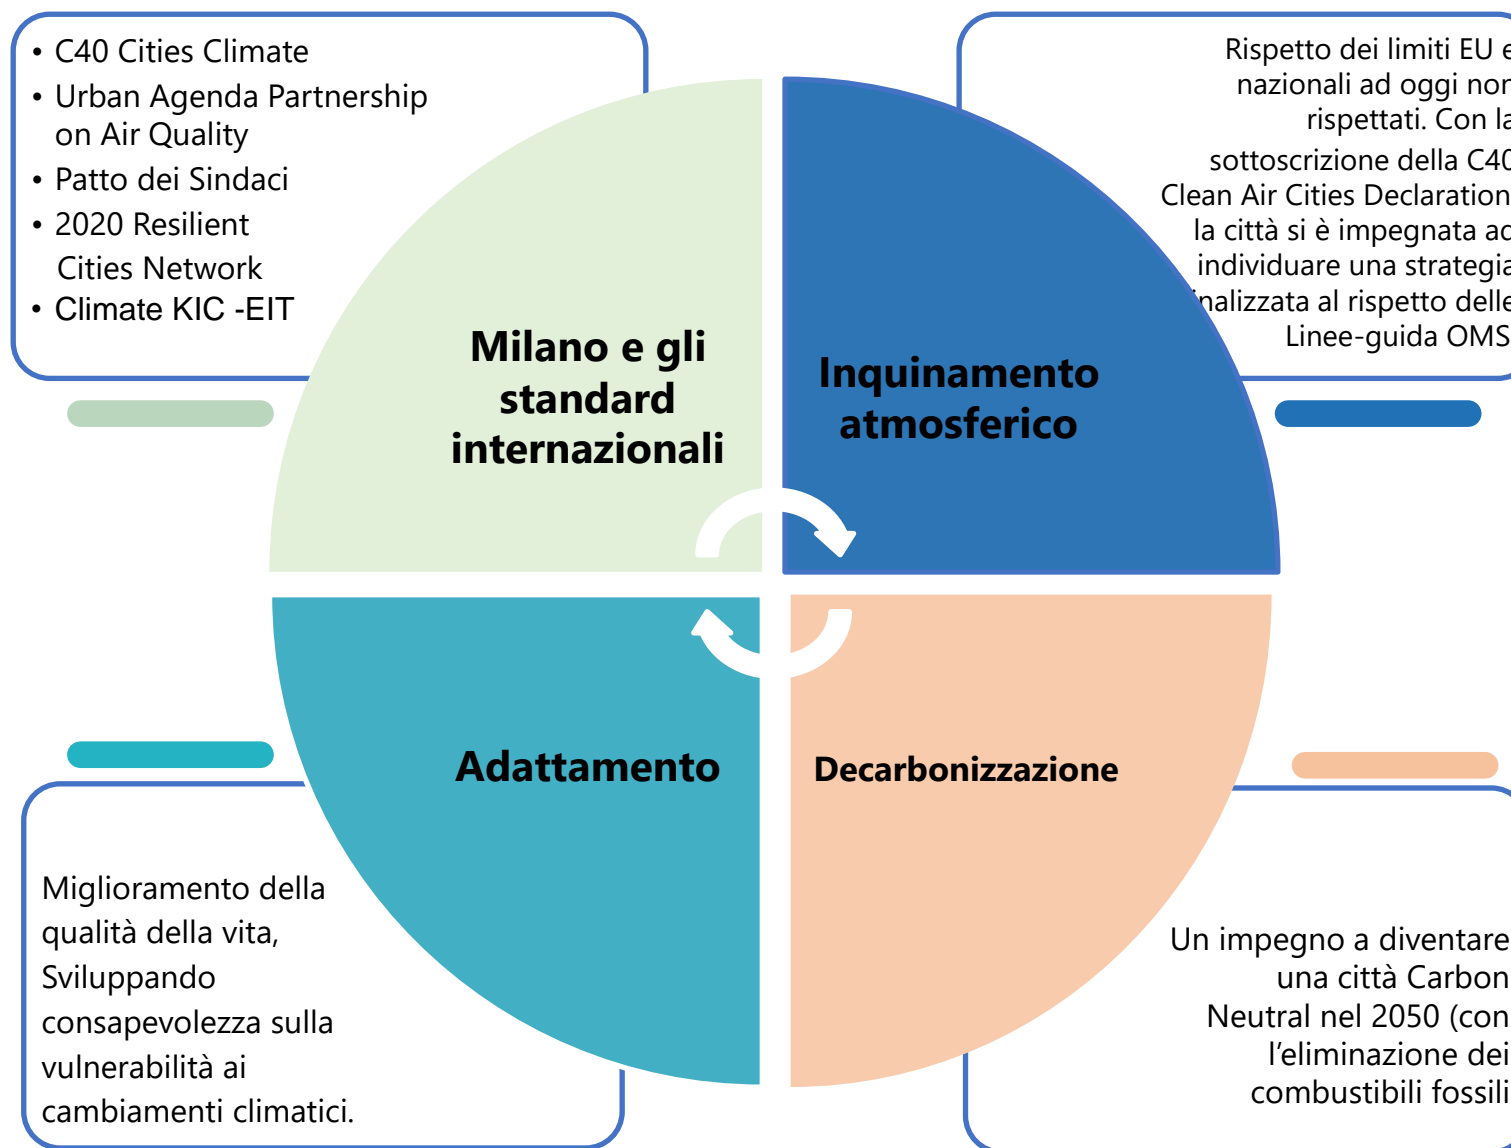 • C40 Cities Climate
• Urban Agenda Partnership
on Air Quality
• Patto dei Sindaci
• 2020 Resilient
Cities Network
• Climate KIC -EIT
Milano e gli
standard
internazionali
Rispetto dei limiti EU e
nazionali ad oggi non
rispettati. Con la
sottoscrizione della C40
Clean Air Cities Declaration
la città si è impegnata ad
individuare una strategia
inalizzata al rispetto delle
Linee-guida OMS
Inquinamento
atmosferico
Adattamento
Miglioramento della
qualità della vita,
Sviluppando
consapevolezza sulla
vulnerabilità ai
cambiamenti climatici.
Decarbonizzazione
Un impegno a diventare
una città Carbon
Neutral nel 2050 (con
l’eliminazione dei
combustibili fossili